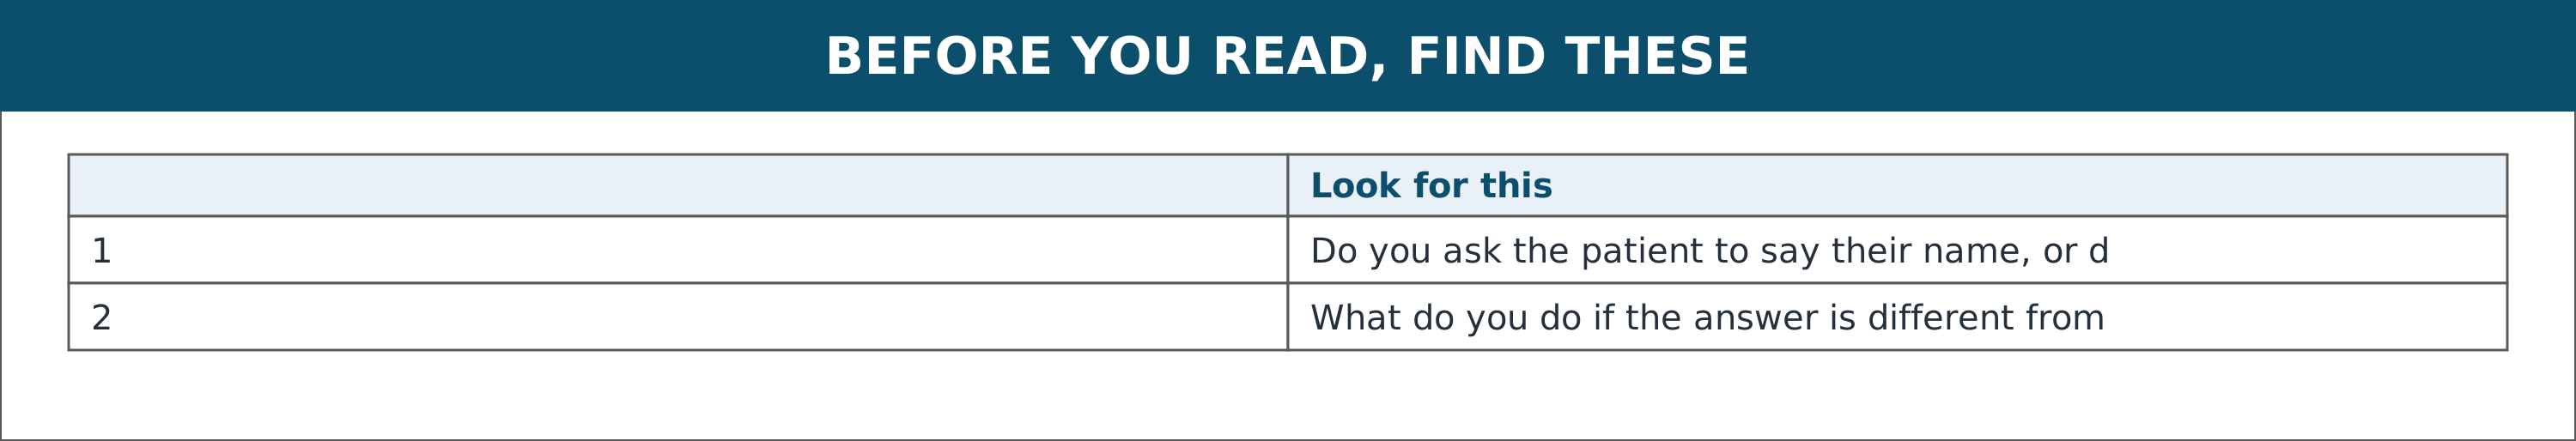 BEFORE YOU READ, FIND THESE
Look for this
1 Do you ask the patient to say their name, or d
2 What do you do if the answer is different from